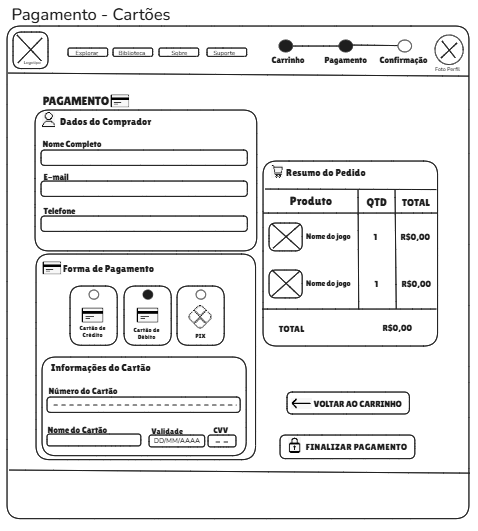 Pagamento - Cartões
Logotipo
Explorar
Biblioteca
Sobre
Suporte
Carrinho
Pagamento
Confirmação
Foto Perfil
PAGAMENTO
Dados do Comprador
Nome Completo
E-mail
Telefone
Forma de Pagamento
Cartão de
Crédito
Cartão de
Débito
PIX
Informações do Cartão
Número do Cartão
Nome do Cartão
Validade
DD/MM/AAAA
CVV
Resumo do Pedido
Produto QTD TOTAL
Nome do jogo 1 R$0,00
Nome do jogo 1 R$0,00
TOTAL R$0,00
VOLTAR AO CARRINHO
FINALIZAR PAGAMENTO